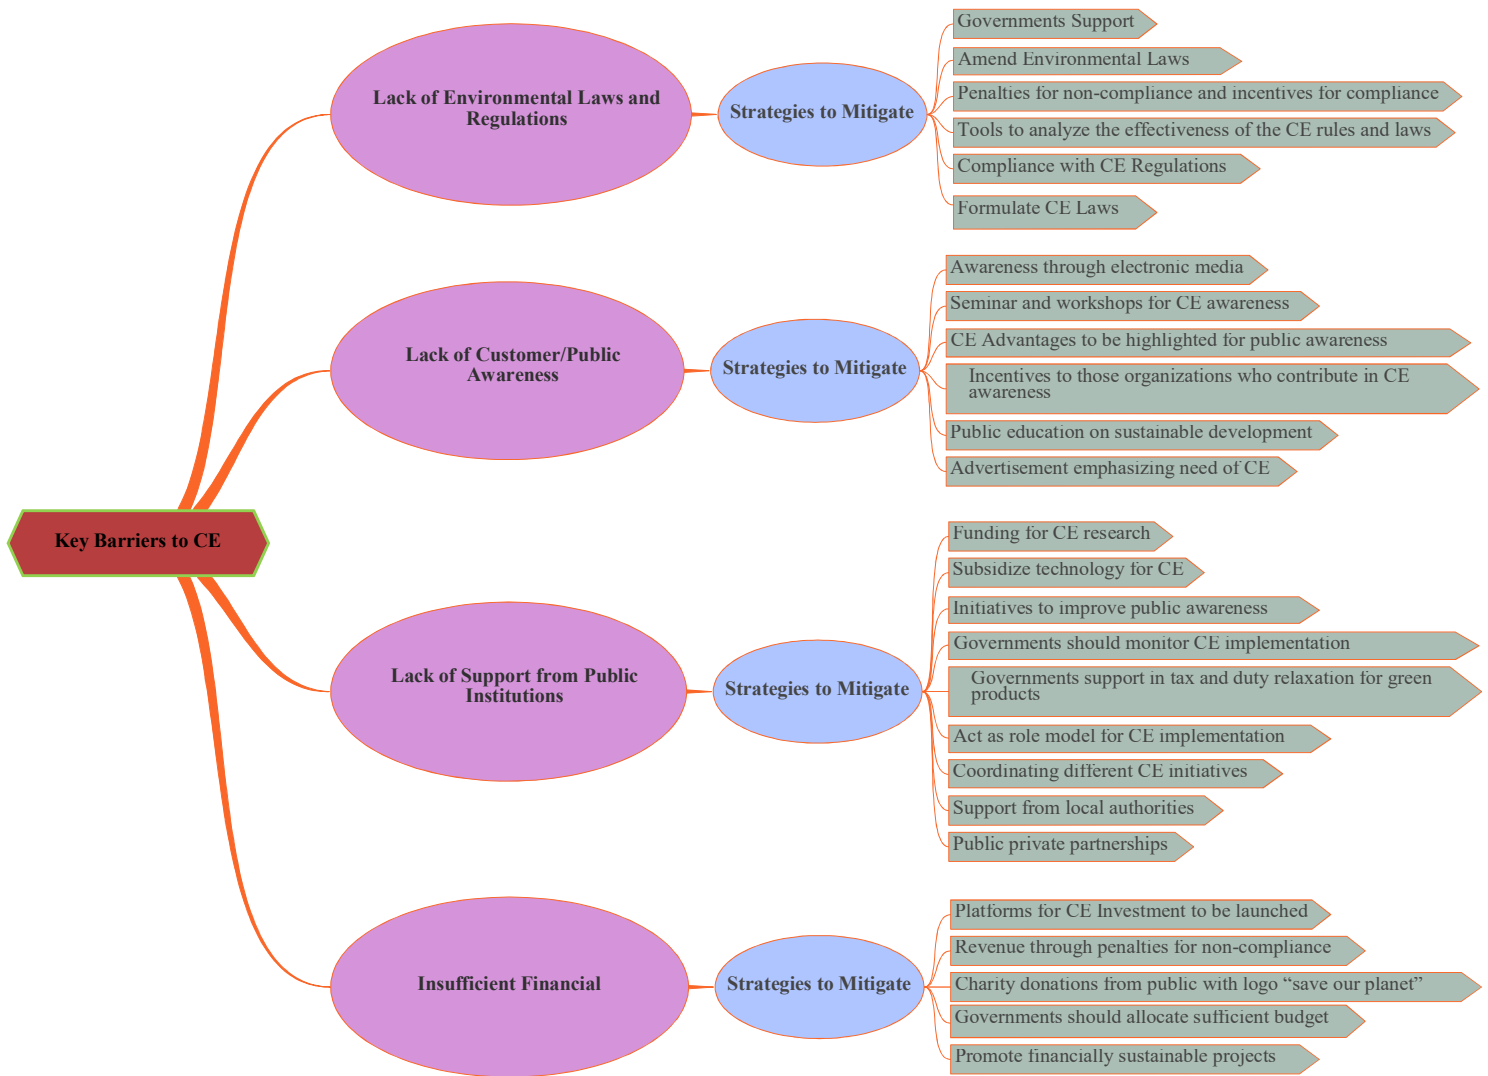 Key Barriers to CE
Lack of Environmental Laws and
Regulations
Strategies to Mitigate
Governments Support
Amend Environmental Laws
Penalties for non-compliance and incentives for compliance
Tools to analyze the effectiveness of the CE rules and laws
Compliance with CE Regulations
Formulate CE Laws
Lack of Customer/Public
Awareness
Strategies to Mitigate
Awareness through electronic media
Seminar and workshops for CE awareness
CE Advantages to be highlighted for public awareness
Incentives to those organizations who contribute in CE
awareness
Public education on sustainable development
Advertisement emphasizing need of CE
Lack of Support from Public
Institutions
Strategies to Mitigate
Funding for CE research
Subsidize technology for CE
Initiatives to improve public awareness
Governments should monitor CE implementation
Governments support in tax and duty relaxation for green
products
Act as role model for CE implementation
Coordinating different CE initiatives
Support from local authorities
Public private partnerships
Insufficient Financial
Strategies to Mitigate
Platforms for CE Investment to be launched
Revenue through penalties for non-compliance
Charity donations from public with logo “save our planet”
Governments should allocate sufficient budget
Promote financially sustainable projects